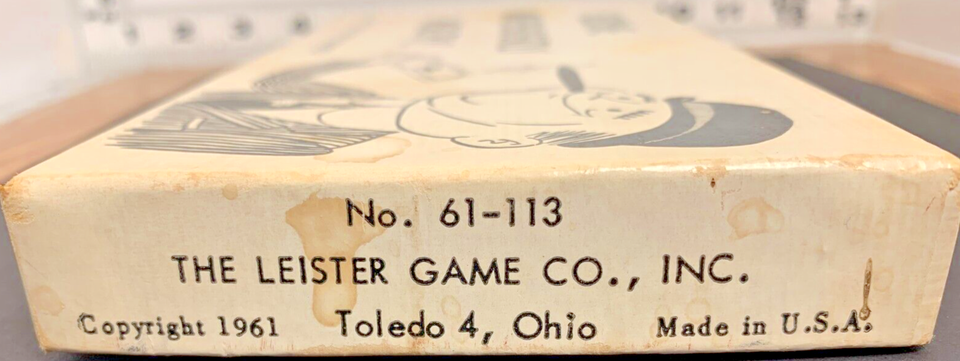 No. 61-113
THE LEISTER GAME CO., INC.
Copyright 1961 Toledo 4, Ohio Made in U.S.A.